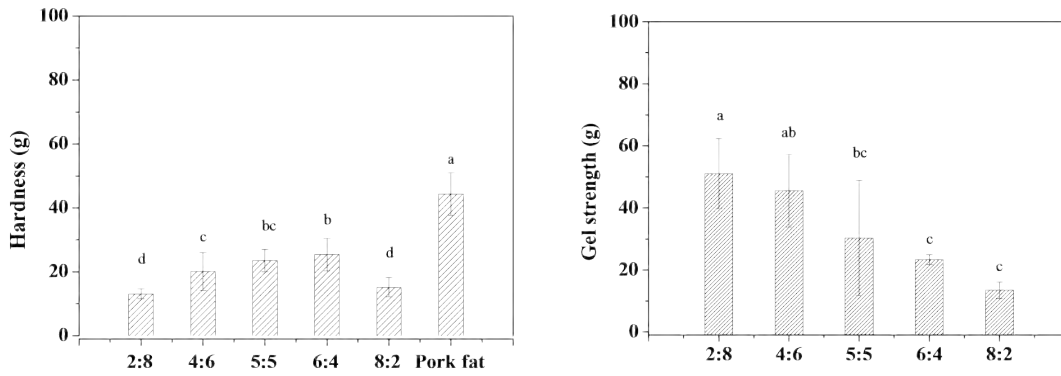 100
80
60
40
20
0
Hardness (g)
d
c
bc
b
d
a
2:8 4:6 5:5 6:4 8:2 Pork fat
100
80
60
40
20
0
Gel strength (g)
a
ab
bc
c
c
2:8 4:6 5:5 6:4 8:2